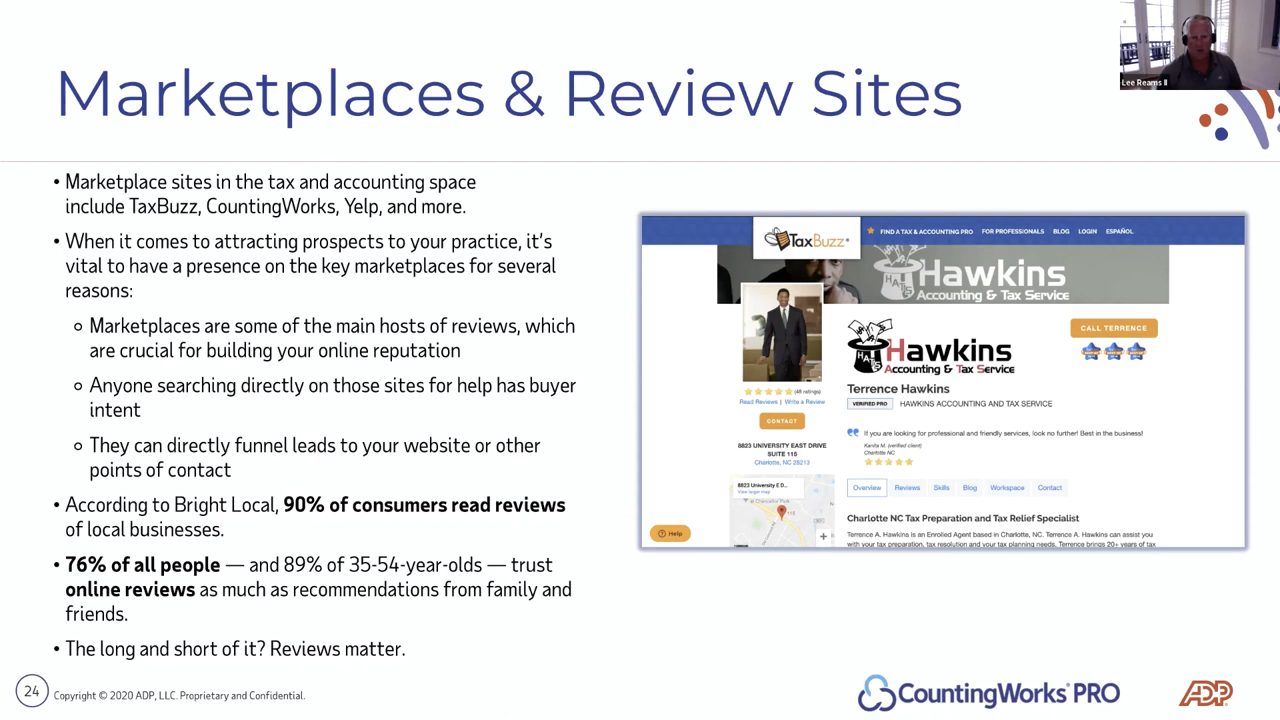 Lee Reams II
Marketplaces & Review Sites
• Marketplace sites in the tax and accounting space
include TaxBuzz, CountingWorks, Yelp, and more.
• When it comes to attracting prospects to your practice, it's
vital to have a presence on the key marketplaces for several
reasons:
Marketplaces are some of the main hosts of reviews, which
are crucial for building your online reputation
Anyone searching directly on those sites for help has buyer
intent
They can directly funnel leads to your website or other
points of contact
• According to Bright Local, 90% of consumers read reviews
of local businesses.
• 76% of all people — and 89% of 35-54-year-olds — trust
online reviews as much as recommendations from family and
friends.
• The long and short of it? Reviews matter.
TaxBuzz
FIND A TAX & ACCOUNTING PRO FOR PROFESSIONALS BLOG LOGIN ESPAÑOL
HATS Hawkins
Accounting & Tax Service
(48 ratings)
Read Reviews | Write a Review
CONTACT
8823 UNIVERSITY EAST DRIVE
SUITE 115
Charlotte, NC 28213
8823 University E D...
View larger map
Help
HATS Hawkins
Accounting & Tax Service
CALL TERRENCE
Terrence Hawkins
VERIFIED PRO HAWKINS ACCOUNTING AND TAX SERVICE
If you are looking for professional and friendly services, look no further! Best in the business!
Kanita M. (verified client)
Charlotte NC
Overview Reviews Skills Blog Workspace Contact
Charlotte NC Tax Preparation and Tax Relief Specialist
Terrence A. Hawkins is an Enrolled Agent based in Charlotte, NC. Terrence A. Hawkins can assist you
with your tax preparation, tax resolution and your tax planning needs. Terrence brings 20+ years of tax
24
Copyright © 2020 ADP, LLC. Proprietary and Confidential.
CountingWorks PRO
ADP